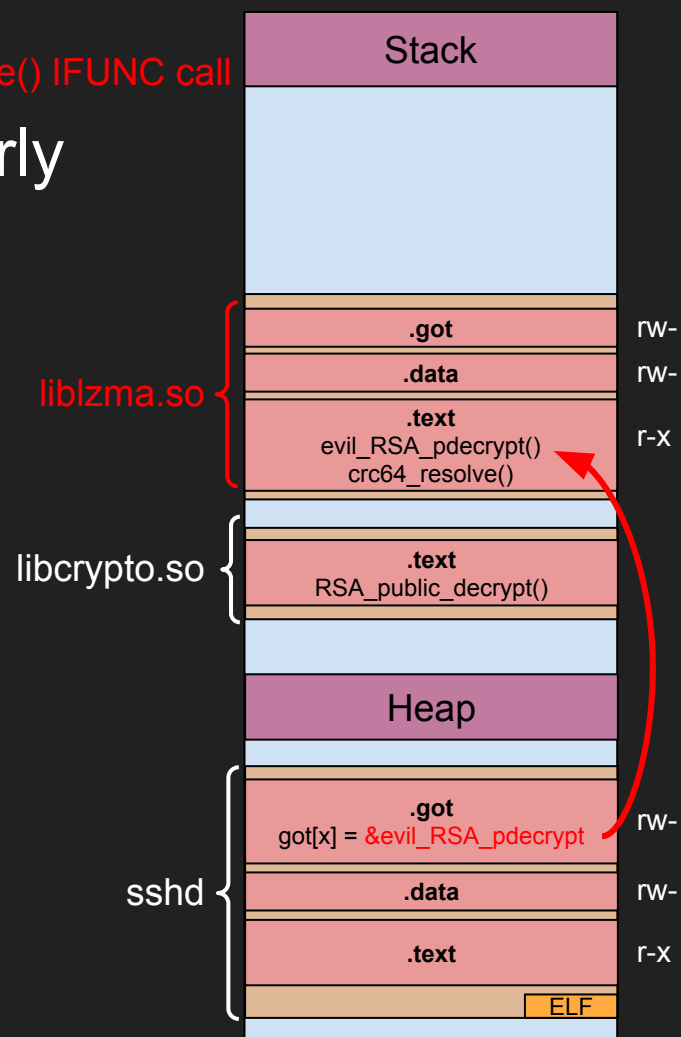 e() IFUNC call
rly
Stack
.got
rw-
.data
rw-
liblzma.so
.text
r-x
evil_RSA_pdecrypt()
crc64_resolve()
libcrypto.so
.text
RSA_public_decrypt()
Heap
.got
rw-
got[x] = &evil_RSA_pdecrypt
sshd
.data
rw-
.text
r-x
ELF